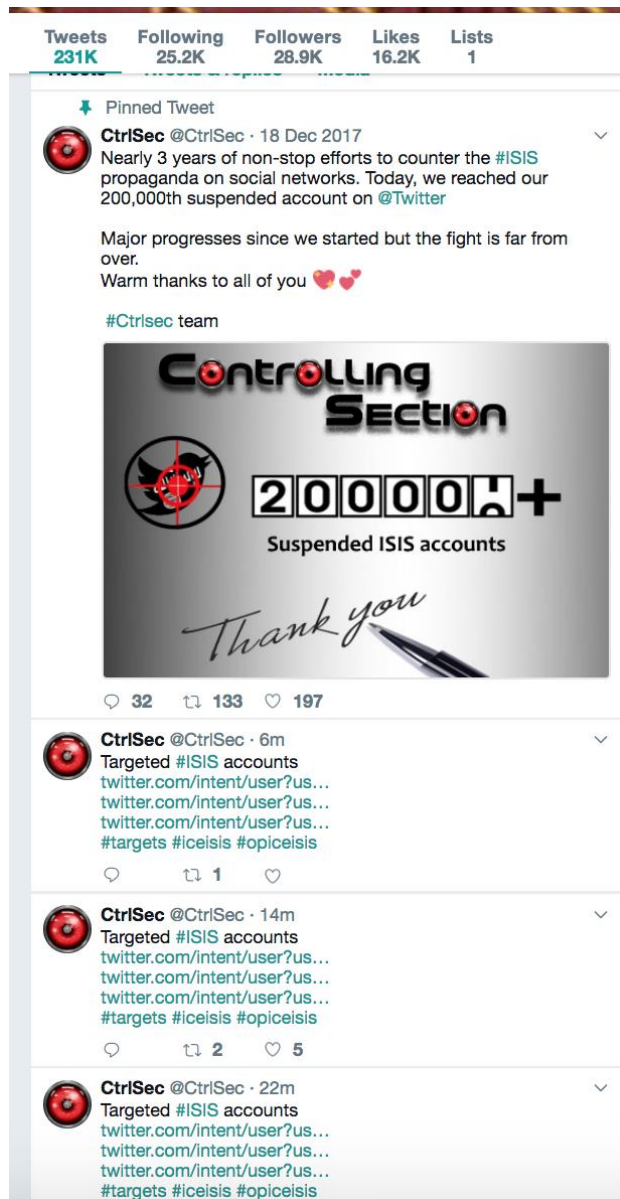 Tweets Following Followers Likes Lists
231K 25.2K 28.9K 16.2K 1
Tweets Tweets & replies Media
Pinned Tweet
CtrlSec @CtrlSec · 18 Dec 2017
Nearly 3 years of non-stop efforts to counter the #ISIS
propaganda on social networks. Today, we reached our
200,000th suspended account on @Twitter
Major progresses since we started but the fight is far from
over.
Warm thanks to all of you 💖 💕
#Ctrlsec team
Controlling
Section
20000+
Suspended ISIS accounts
Thank you
32 133 197
CtrlSec @CtrlSec · 6m
Targeted #ISIS accounts
twitter.com/intent/user?us...
twitter.com/intent/user?us...
twitter.com/intent/user?us...
#targets #iceisis #opiceisis
1
CtrlSec @CtrlSec · 14m
Targeted #ISIS accounts
twitter.com/intent/user?us...
twitter.com/intent/user?us...
twitter.com/intent/user?us...
#targets #iceisis #opiceisis
2 5
CtrlSec @CtrlSec · 22m
Targeted #ISIS accounts
twitter.com/intent/user?us...
twitter.com/intent/user?us...
twitter.com/intent/user?us...
#targets #iceisis #opiceisis